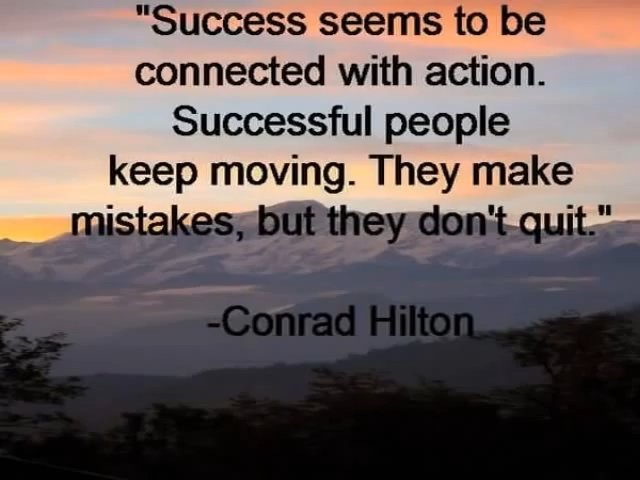 "Success seems to be
connected with action.
Successful people
keep moving. They make
mistakes, but they don't quit."
-Conrad Hilton